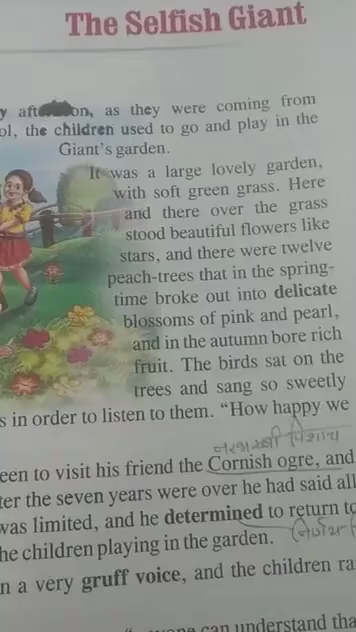 The Selfish Giant
y aft on, as they were coming from
ol, the children used to go and play in the
Giant's garden.
It was a large lovely garden,
with soft green grass. Here
and there over the grass
stood beautiful flowers like
stars, and there were twelve
peach-trees that in the spring-
time broke out into delicate
blossoms of pink and pearl,
and in the autumn bore rich
fruit. The birds sat on the
trees and sang so sweetly
s in order to listen to them. "How happy we
नरभक्षी पिशाच
een to visit his friend the Cornish ogre, and
ter the seven years were over he had said all
was limited, and he determined to return to
he children playing in the garden.
n a very gruff voice, and the children ra
one can understand tha